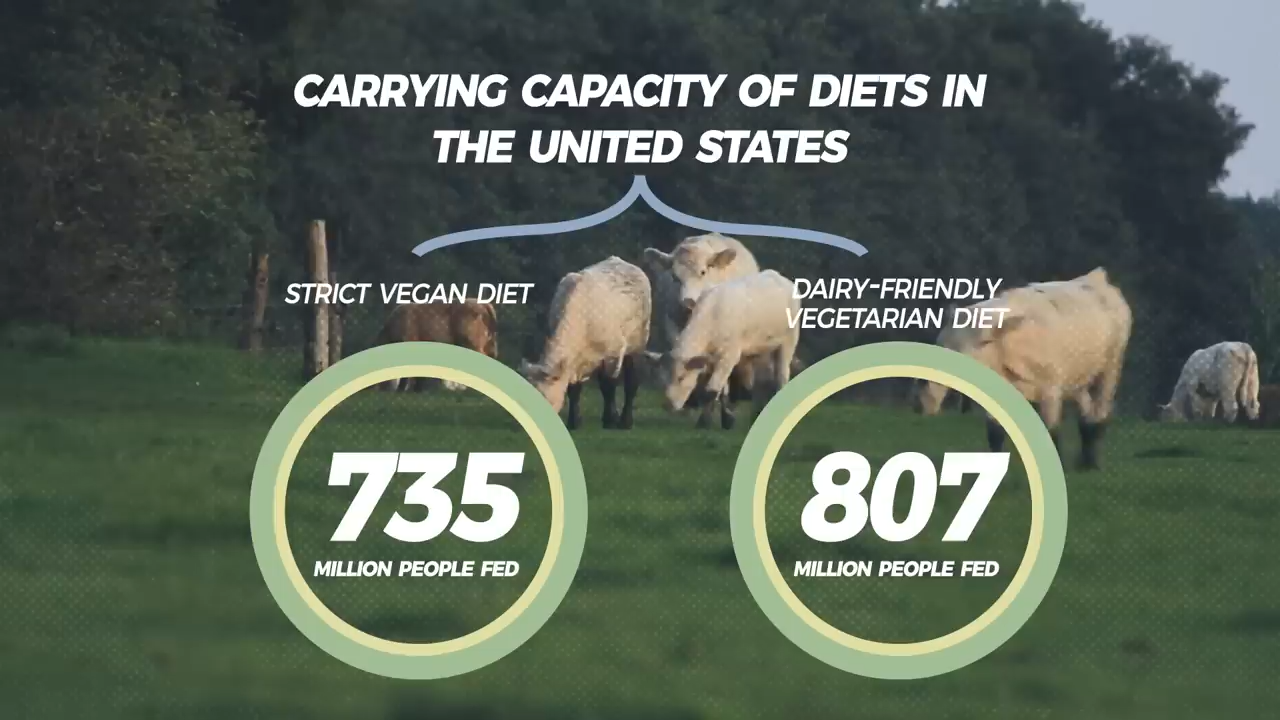 CARRYING CAPACITY OF DIETS IN
THE UNITED STATES
STRICT VEGAN DIET
DAIRY-FRIENDLY
VEGETARIAN DIET
735
MILLION PEOPLE FED
807
MILLION PEOPLE FED